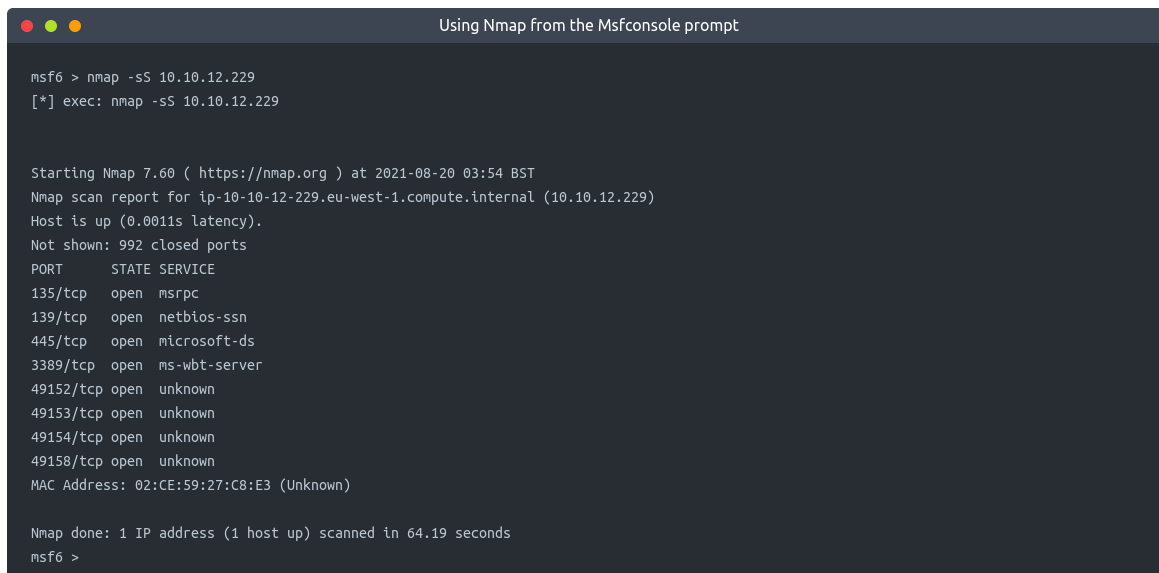 Using Nmap from the Msfconsole prompt
msf6 > nmap -sS 10.10.12.229
[*] exec: nmap -sS 10.10.12.229
Starting Nmap 7.60 ( https://nmap.org ) at 2021-08-20 03:54 BST
Nmap scan report for ip-10-10-12-229.eu-west-1.compute.internal (10.10.12.229)
Host is up (0.0011s latency).
Not shown: 992 closed ports
PORT      STATE SERVICE
135/tcp   open  msrpc
139/tcp   open  netbios-ssn
445/tcp   open  microsoft-ds
3389/tcp  open  ms-wbt-server
49152/tcp open  unknown
49153/tcp open  unknown
49154/tcp open  unknown
49158/tcp open  unknown
MAC Address: 02:CE:59:27:C8:E3 (Unknown)
Nmap done: 1 IP address (1 host up) scanned in 64.19 seconds
msf6 >